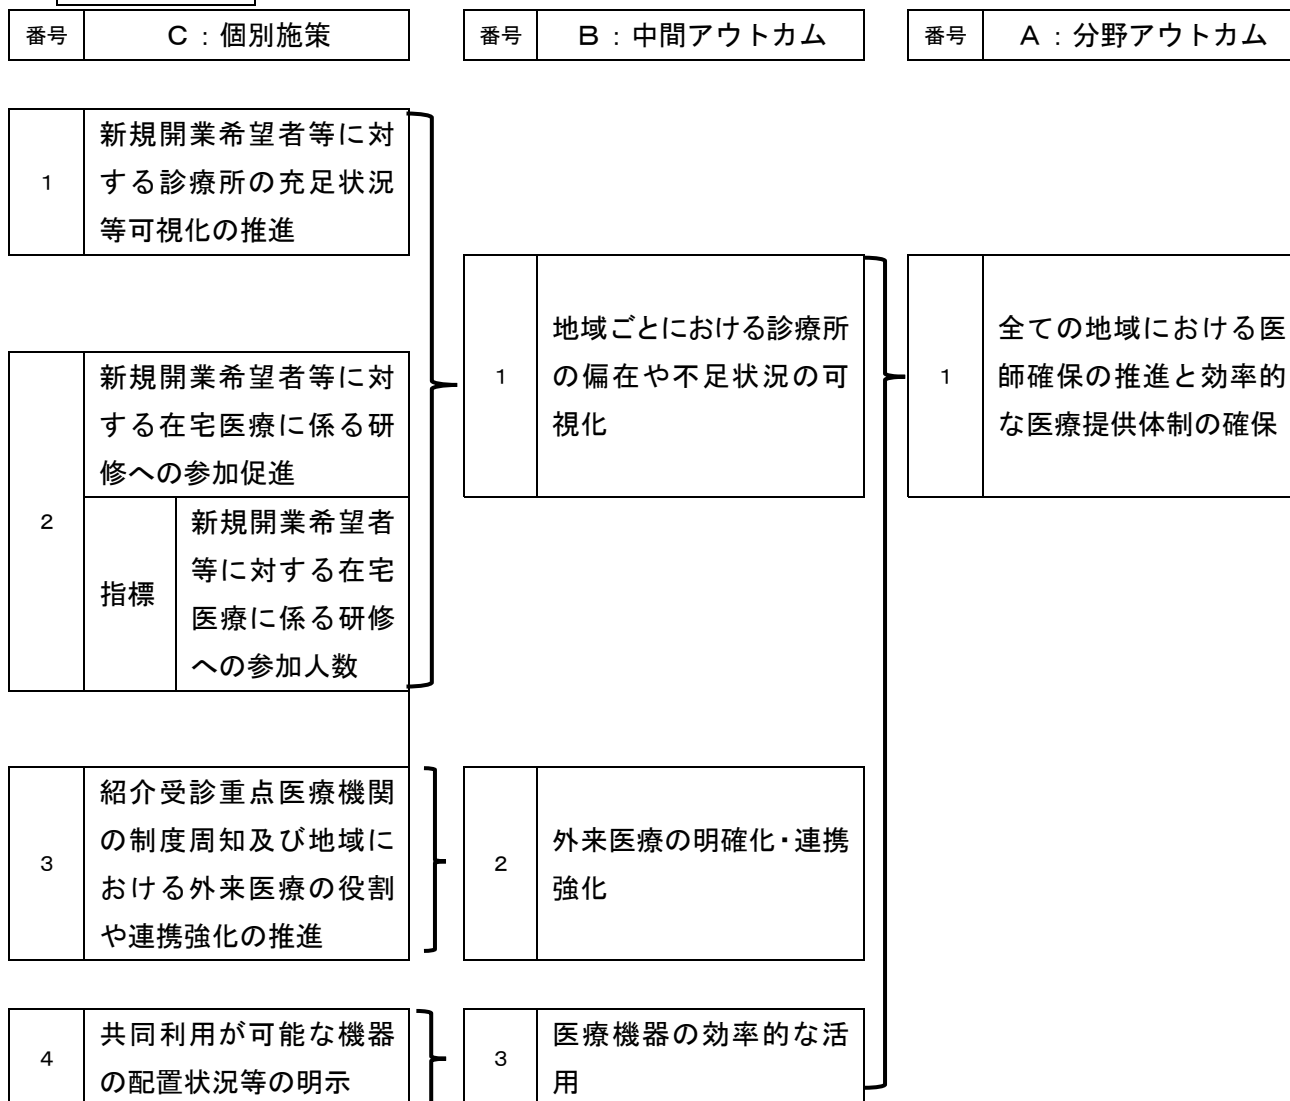 番号 C：個別施策 番号 B：中間アウトカム 番号 A：分野アウトカム
1
新規開業希望者等に対
する診療所の充足状況
等可視化の推進
2
新規開業希望者等に対
する在宅医療に係る研
修への参加促進
指標
新規開業希望者
等に対する在宅
医療に係る研修
への参加人数
3
紹介受診重点医療機関
の制度周知及び地域に
おける外来医療の役割
や連携強化の推進
4
共同利用が可能な機器
の配置状況等の明示
1
地域ごとにおける診療所
の偏在や不足状況の可
視化
2
外来医療の明確化・連携
強化
3
医療機器の効率的な活
用
1
全ての地域における医
師確保の推進と効率的
な医療提供体制の確保